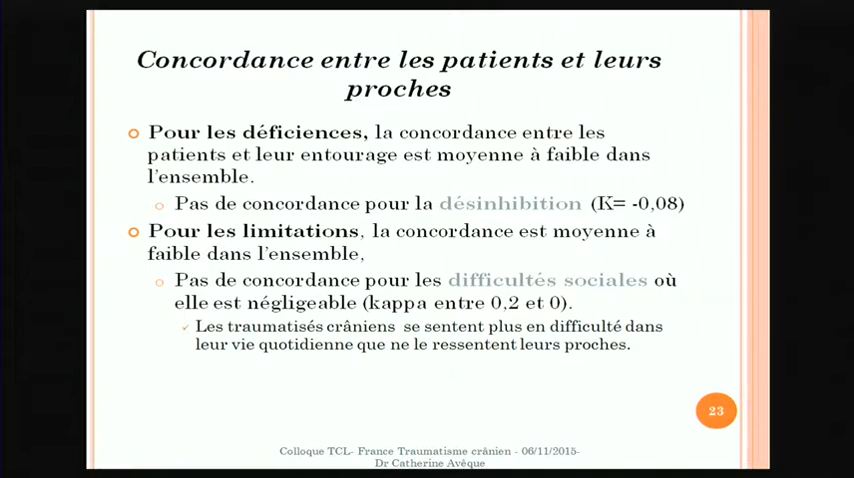 Concordance entre les patients et leurs
proches
Pour les déficiences, la concordance entre les
patients et leur entourage est moyenne à faible dans
l'ensemble.
Pas de concordance pour la désinhibition (K= -0,08)
Pour les limitations, la concordance est moyenne à
faible dans l'ensemble,
Pas de concordance pour les difficultés sociales où
elle est négligeable (kappa entre 0,2 et 0).
Les traumatisés crâniens se sentent plus en difficulté dans
leur vie quotidienne que ne le ressentent leurs proches.
23
Colloque TCL- France Traumatisme crânien - 06/11/2015-
Dr Catherine Avêque